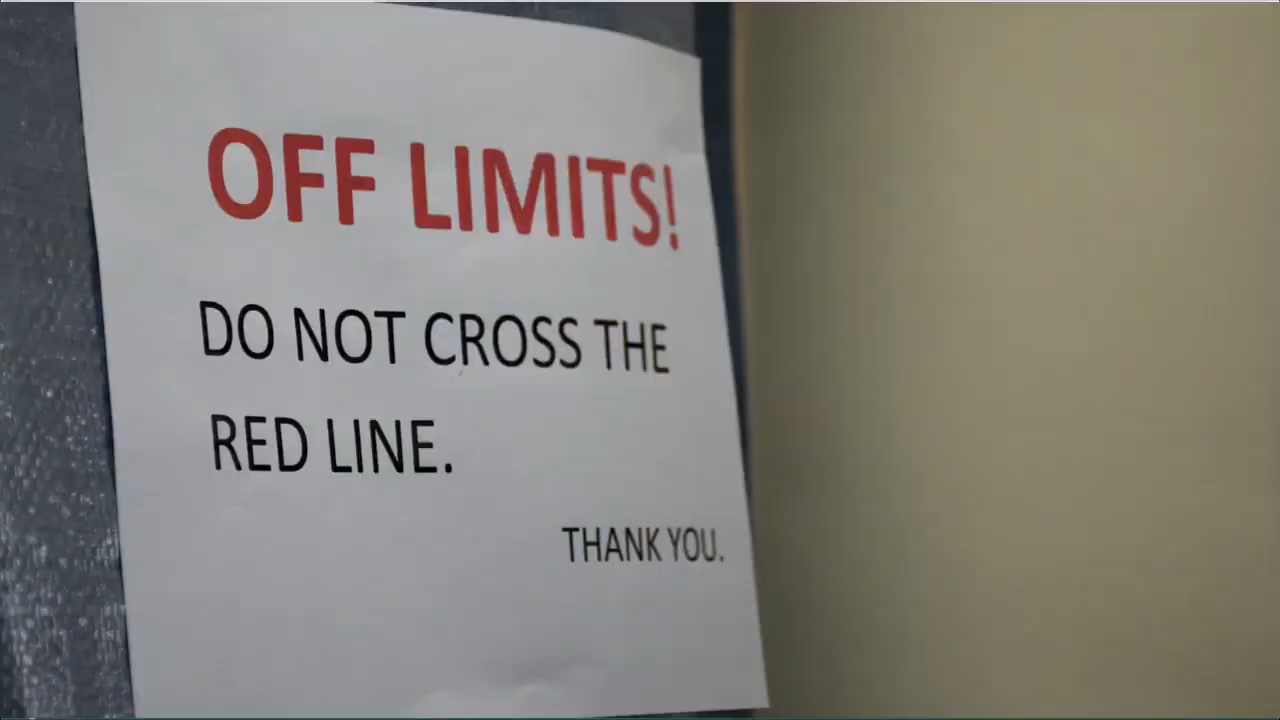 OFF LIMITS!
DO NOT CROSS THE
RED LINE.
THANK YOU.